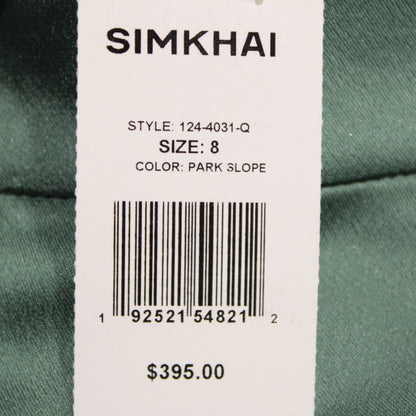 SIMKHAI
STYLE: 124-4031-Q
SIZE: 8
COLOR: PARK SLOPE
1 92521 54821 2
$395.00